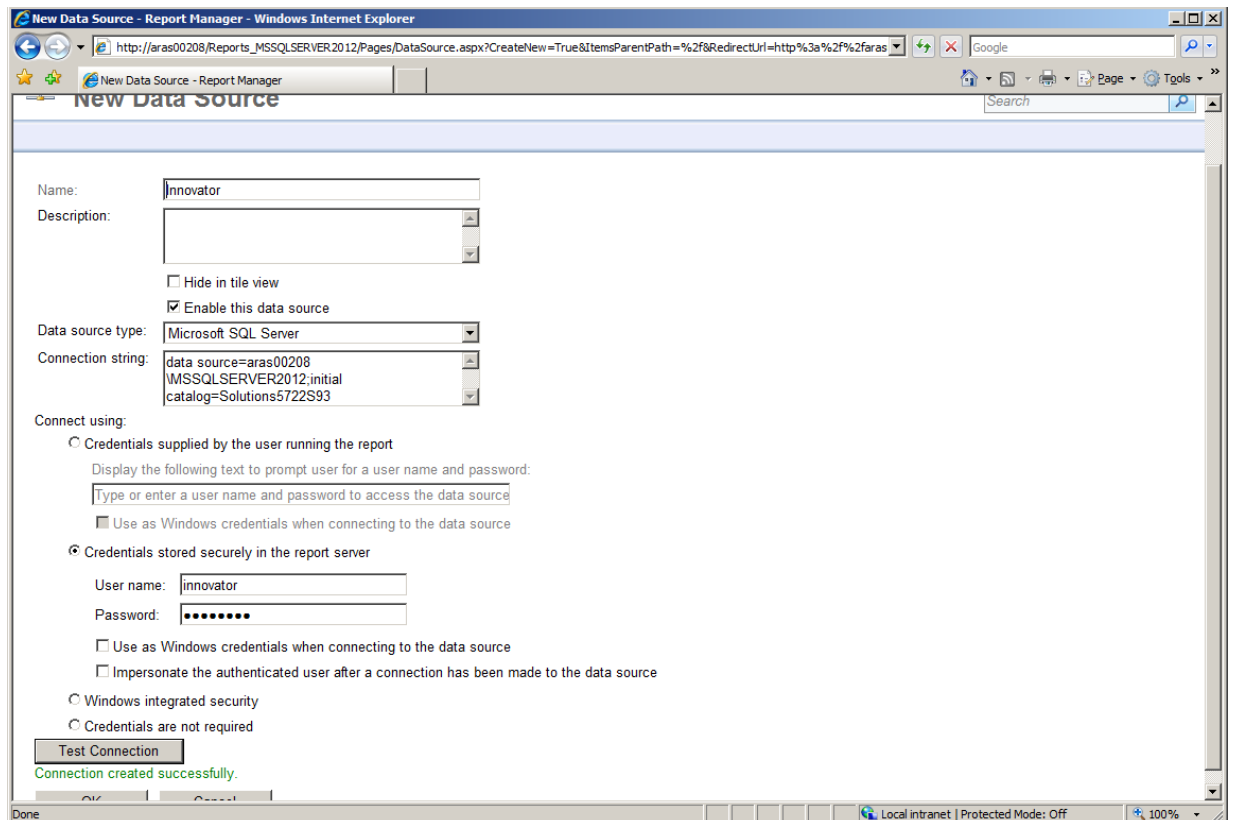 New Data Source - Report Manager - Windows Internet Explorer
http://aras00208/Reports_MSSQLSERVER2012/Pages/DataSource.aspx?CreateNew=True&ItemsParentPath=%2f&RedirectUrl=http%3a%2f%2faras
Google
New Data Source - Report Manager
Page
Tools
New Data Source
Search
Name:
Innovator
Description:
Hide in tile view
Enable this data source
Data source type:
Microsoft SQL Server
Connection string:
data source=aras00208
\MSSQLSERVER2012;initial
catalog=Solutions5722S93
Connect using:
Credentials supplied by the user running the report
Display the following text to prompt user for a user name and password:
Type or enter a user name and password to access the data source
Use as Windows credentials when connecting to the data source
Credentials stored securely in the report server
User name:
innovator
Password:
●●●●●●●●
Use as Windows credentials when connecting to the data source
Impersonate the authenticated user after a connection has been made to the data source
Windows integrated security
Credentials are not required
Test Connection
Connection created successfully.
OK
Cancel
Done
Local intranet | Protected Mode: Off
100%